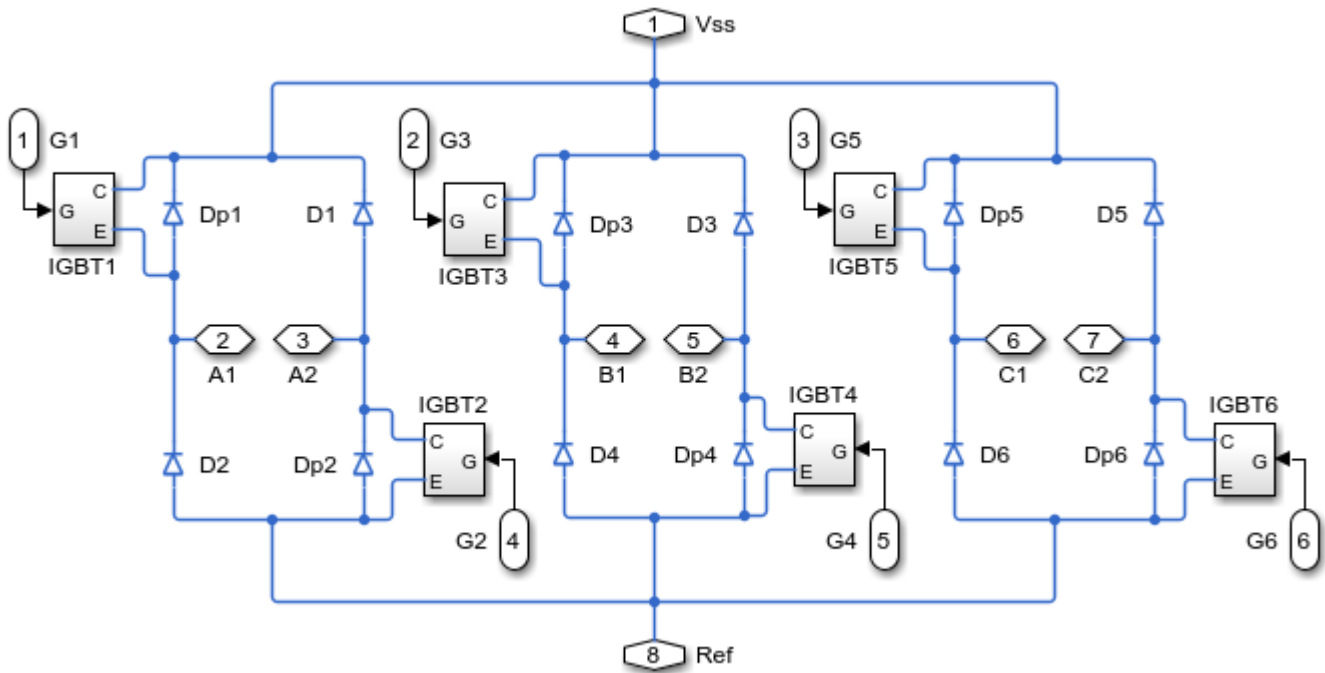 1 Vss
1 G1
2 G3
3 G5
C
G
E
IGBT1
Dp1
D1
C
G
E
IGBT3
Dp3
D3
C
G
E
IGBT5
Dp5
D5
2
A1
3
A2
4
B1
5
B2
6
C1
7
C2
IGBT2
C
G
E
D2
Dp2
G2 4
IGBT4
C
G
E
D4
Dp4
G4 5
IGBT6
C
G
E
D6
Dp6
G6 6
8 Ref